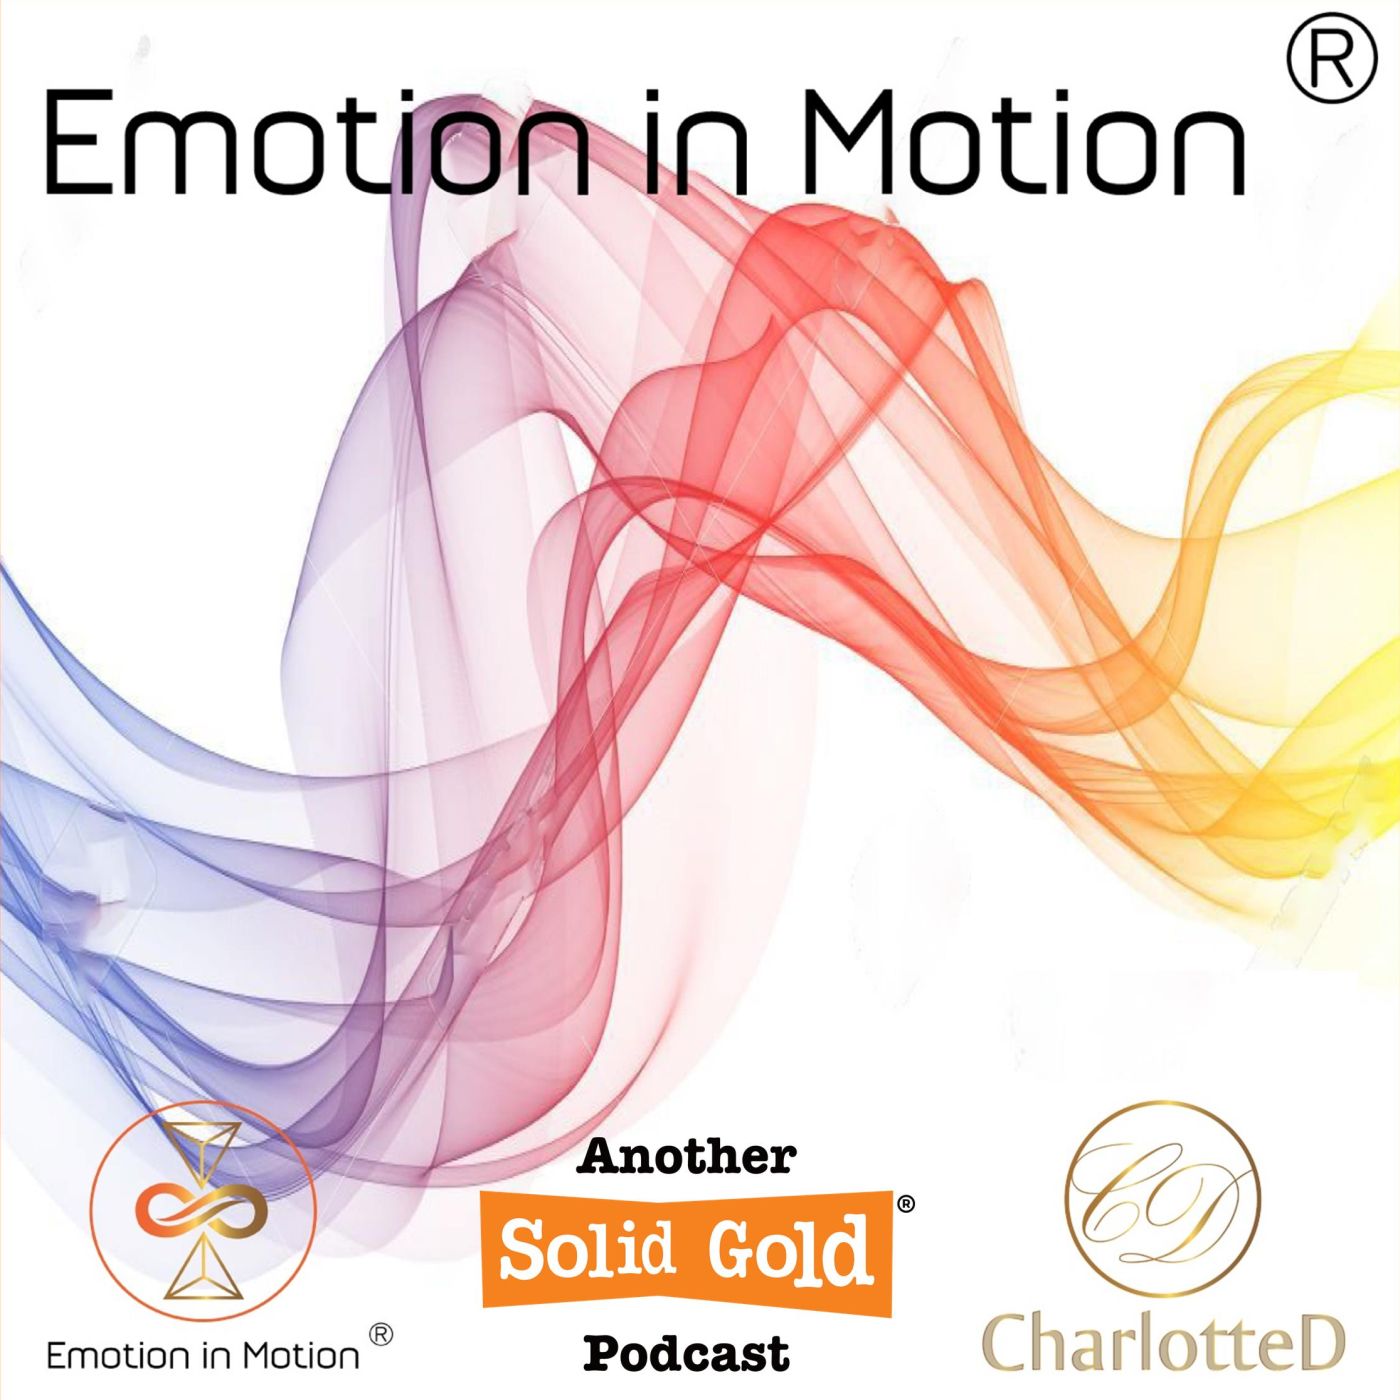 Emotion in Motion ®
Another
Solid Gold ®
Podcast
Emotion in Motion ®
CD
CharlotteD